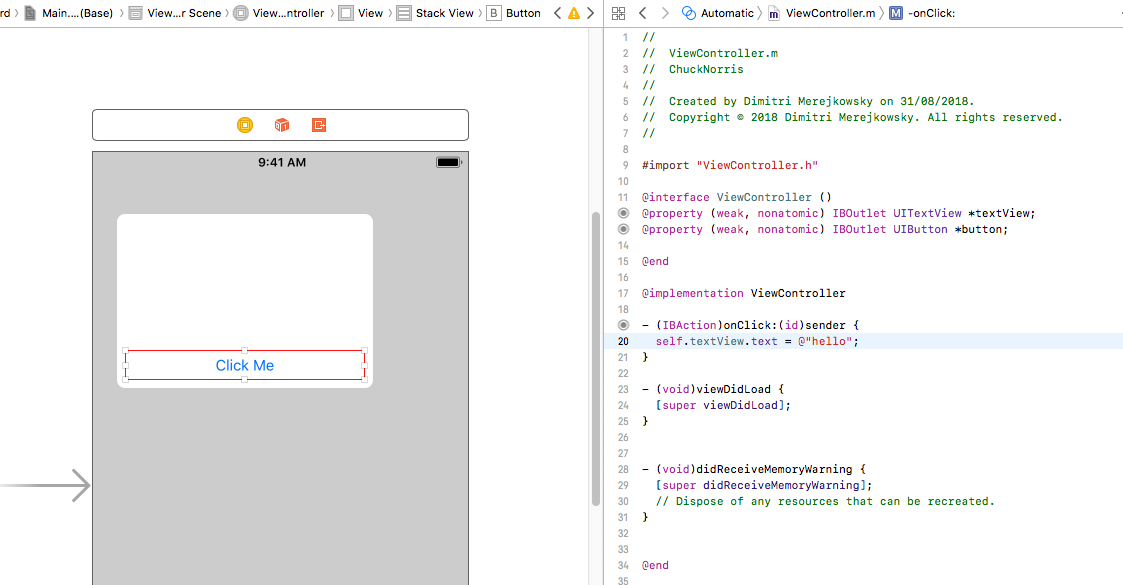 rd Main....(Base) View...r Scene View...ntroller View Stack View B Button
Automatic m ViewController.m M -onClick:
9:41 AM
Click Me
1 //
2 //  ViewController.m
3 //  ChuckNorris
4 //
5 //  Created by Dimitri Merejkowsky on 31/08/2018.
6 //  Copyright © 2018 Dimitri Merejkowsky. All rights reserved.
7 //
8
9 #import "ViewController.h"
10
11 @interface ViewController ()
@property (weak, nonatomic) IBOutlet UITextView *textView;
@property (weak, nonatomic) IBOutlet UIButton *button;
14
15 @end
16
17 @implementation ViewController
18
- (IBAction)onClick:(id)sender {
20   self.textView.text = @"hello";
21 }
22
23 - (void)viewDidLoad {
24   [super viewDidLoad];
25 }
26
27
28 - (void)didReceiveMemoryWarning {
29   [super didReceiveMemoryWarning];
30   // Dispose of any resources that can be recreated.
31 }
32
33
34 @end
35